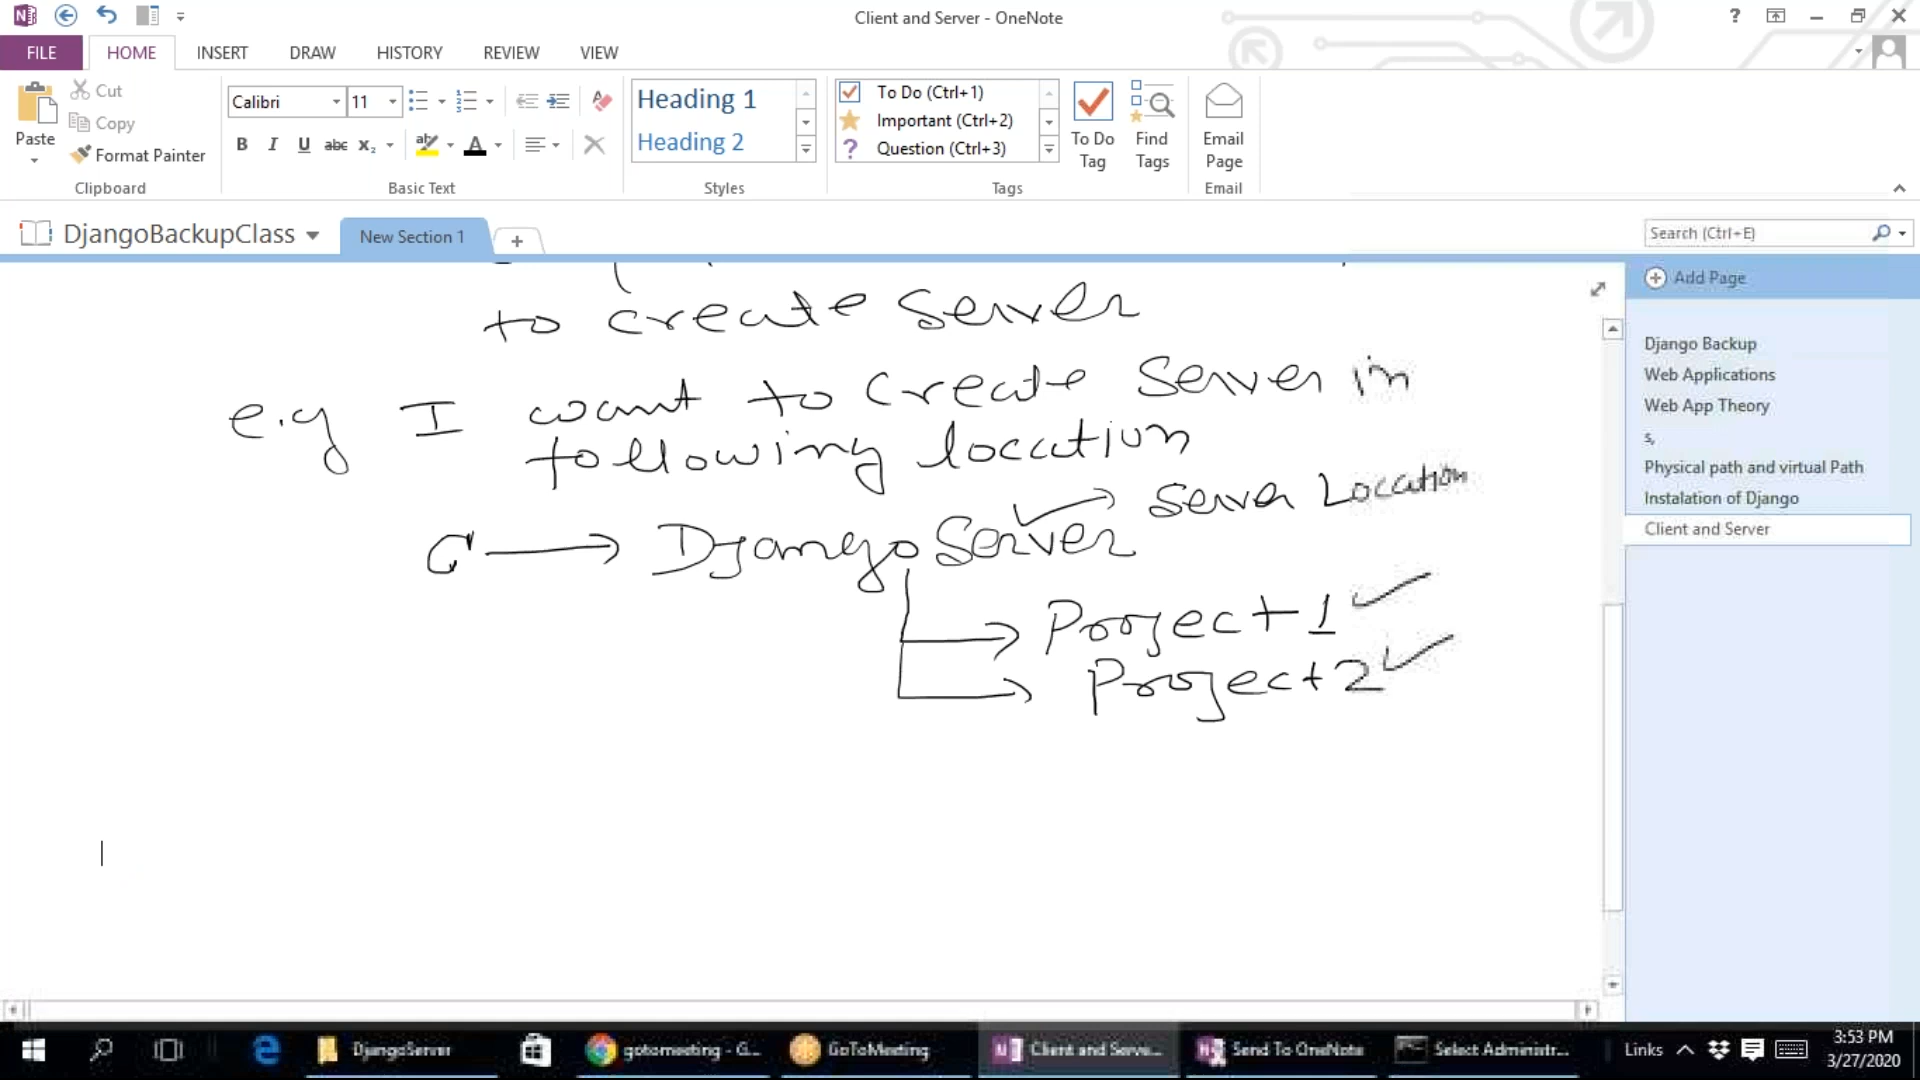 Client and Server - OneNote
?
FILE HOME INSERT DRAW HISTORY REVIEW VIEW
Paste
Cut
Copy
Format Painter
Clipboard
Calibri 11
B I U abc x₂ ab A
Basic Text
Heading 1
Heading 2
Styles
To Do (Ctrl+1)
Important (Ctrl+2)
Question (Ctrl+3)
To Do Tag
Find Tags
Tags
Email Page
Email
DjangoBackupClass New Section 1 +
Search (Ctrl+E)
to create server
e.g I want to create server in
following location
C → Django Server → Server Location
Project 1
Project 2
Add Page
Django Backup
Web Applications
Web App Theory
s,
Physical path and virtual Path
Instalation of Django
Client and Server
DjangoServer
gotomeeting - G...
GoToMeeting
Client and Serve...
Send To OneNote
Select Administr...
Links
3:53 PM
3/27/2020